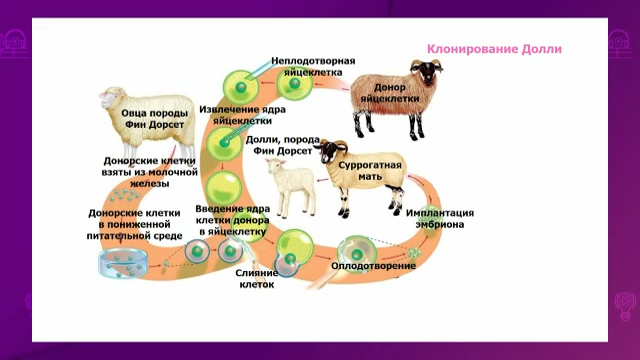 Клонирование Долли
Неплодотворная
яйцеклетка
Донор
яйцеклетки
Овца породы
Фин Дорсет
Извлечение ядра
яйцеклетки
Долли, порода
Фин Дорсет
Суррогатная
мать
Донорские клетки
взяты из молочной
железы
Донорские клетки
в пониженной
питательной среде
Введение ядра
клетки донора
в яйцеклетку
Имплантация
эмбриона
Слияние
клеток
Оплодотворение